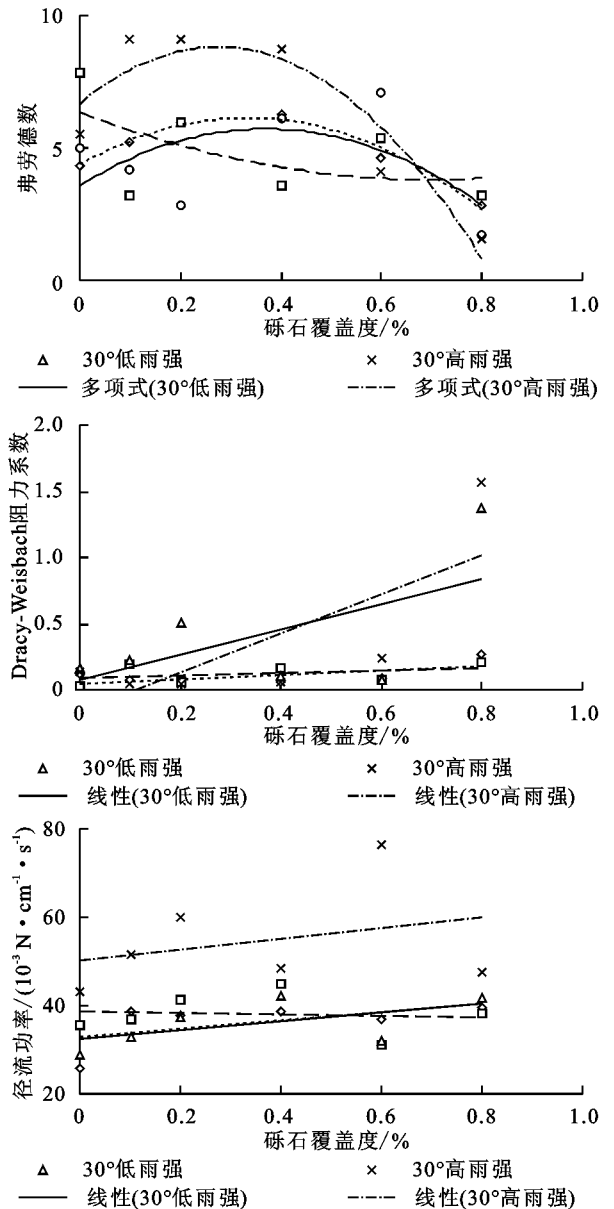 弗劳德数
10
5
0
0 0.2 0.4 0.6 0.8 1.0
砾石覆盖度/%
30°低雨强 30°高雨强
多项式(30°低雨强) 多项式(30°高雨强)
Dracy-Weisbach阻力系数
2.0
1.5
1.0
0.5
0
0 0.2 0.4 0.6 0.8 1.0
砾石覆盖度/%
30°低雨强 30°高雨强
线性(30°低雨强) 线性(30°高雨强)
径流功率/(10⁻³N·cm⁻¹·s⁻¹)
80
60
40
20
0 0.2 0.4 0.6 0.8 1.0
砾石覆盖度/%
30°低雨强 30°高雨强
线性(30°低雨强) 线性(30°高雨强)